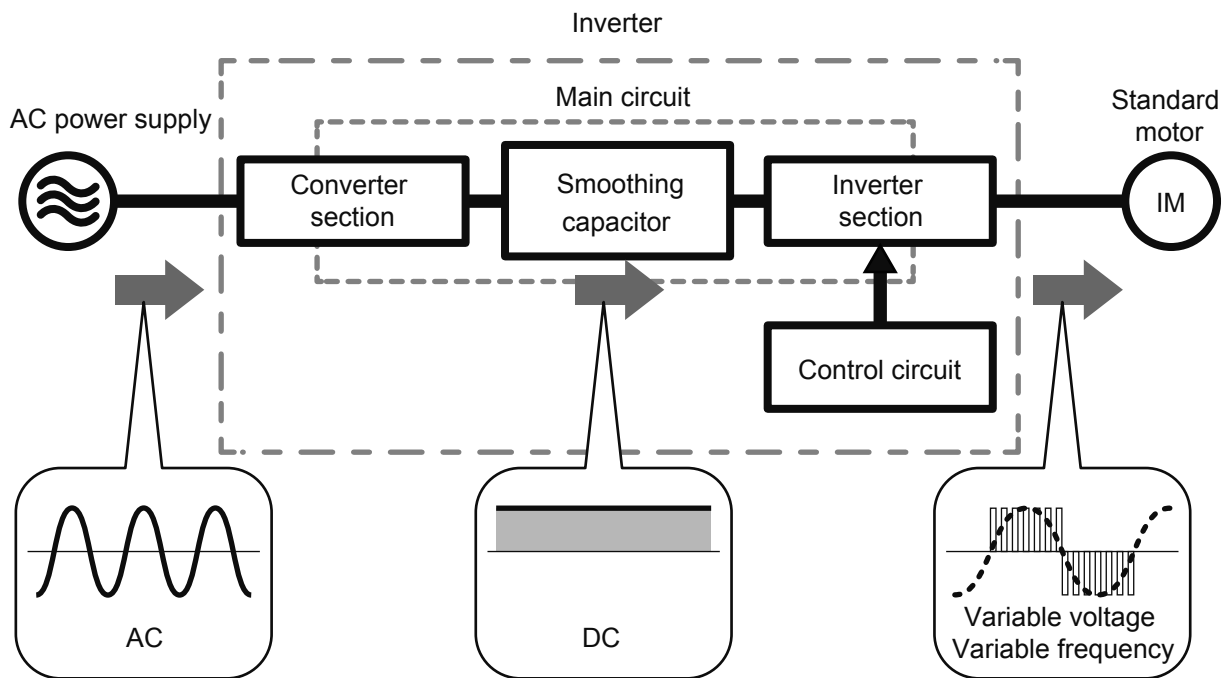 Inverter
Main circuit
AC power supply
Standard
motor
Converter
section
Smoothing
capacitor
Inverter
section
IM
Control circuit
AC
DC
Variable voltage
Variable frequency